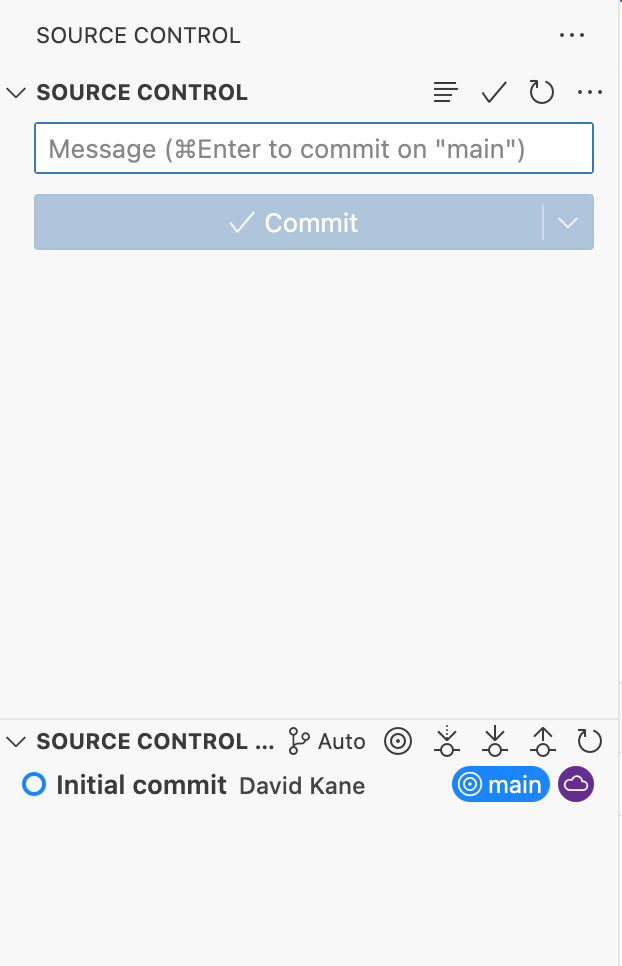 SOURCE CONTROL
SOURCE CONTROL
Message (⌘Enter to commit on "main")
Commit
SOURCE CONTROL ... Auto
Initial commit David Kane main